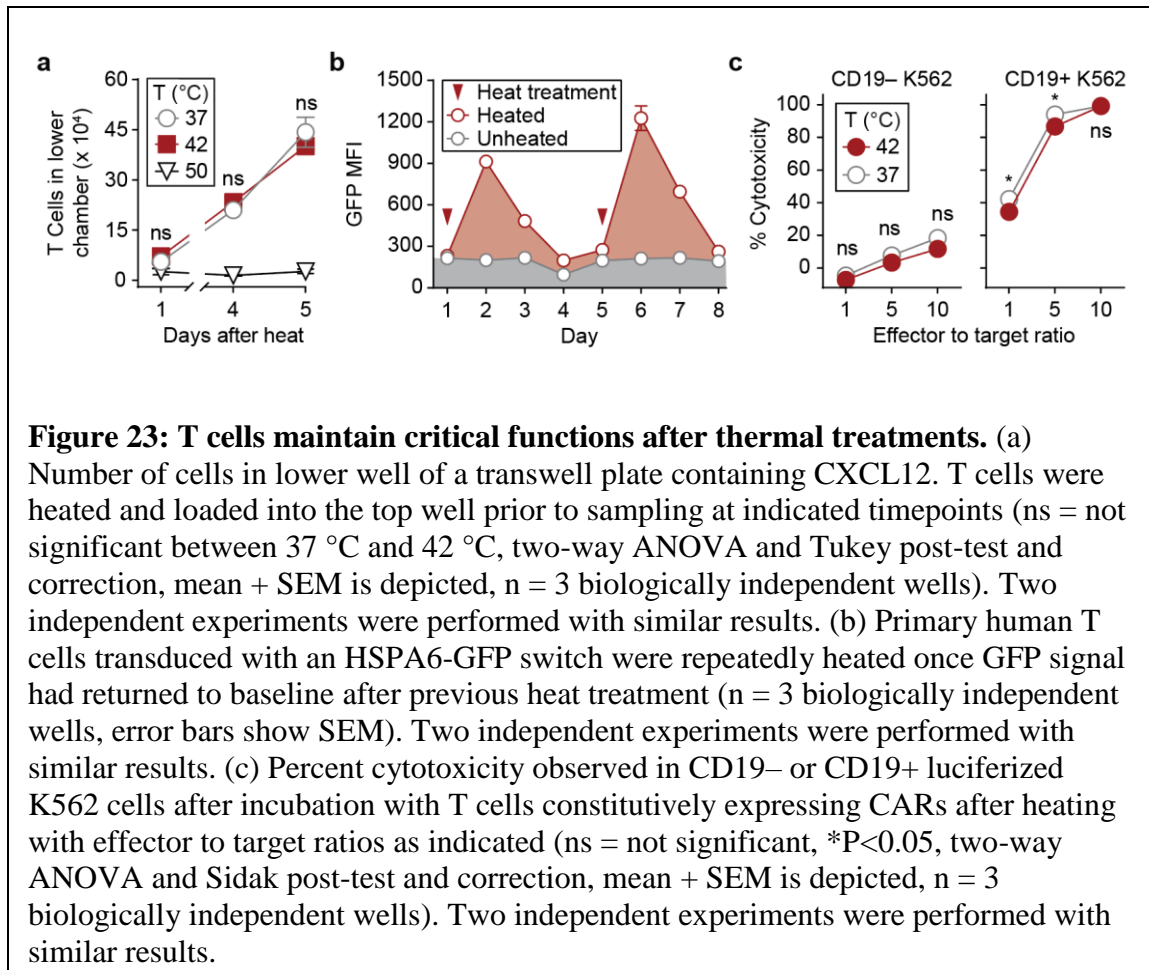 a
60
45
30
15
0
T Cells in lower
chamber (x 10⁴)
T (°C)
37
42
50
ns
ns
ns
1
4
5
Days after heat
b
1500
1200
900
600
300
0
GFP MFI
Heat treatment
Heated
Unheated
1 2 3 4 5 6 7 8
Day
c
CD19– K562
CD19+ K562
100
80
60
40
20
0
% Cytotoxicity
T (°C)
42
37
ns
ns
ns
*
*
ns
1 5 10
1 5 10
Effector to target ratio
Figure 23: T cells maintain critical functions after thermal treatments. (a)
Number of cells in lower well of a transwell plate containing CXCL12. T cells were
heated and loaded into the top well prior to sampling at indicated timepoints (ns = not
significant between 37 °C and 42 °C, two-way ANOVA and Tukey post-test and
correction, mean + SEM is depicted, n = 3 biologically independent wells). Two
independent experiments were performed with similar results. (b) Primary human T
cells transduced with an HSPA6-GFP switch were repeatedly heated once GFP signal
had returned to baseline after previous heat treatment (n = 3 biologically independent
wells, error bars show SEM). Two independent experiments were performed with
similar results. (c) Percent cytotoxicity observed in CD19– or CD19+ luciferized
K562 cells after incubation with T cells constitutively expressing CARs after heating
with effector to target ratios as indicated (ns = not significant, *P<0.05, two-way
ANOVA and Sidak post-test and correction, mean + SEM is depicted, n = 3
biologically independent wells). Two independent experiments were performed with
similar results.